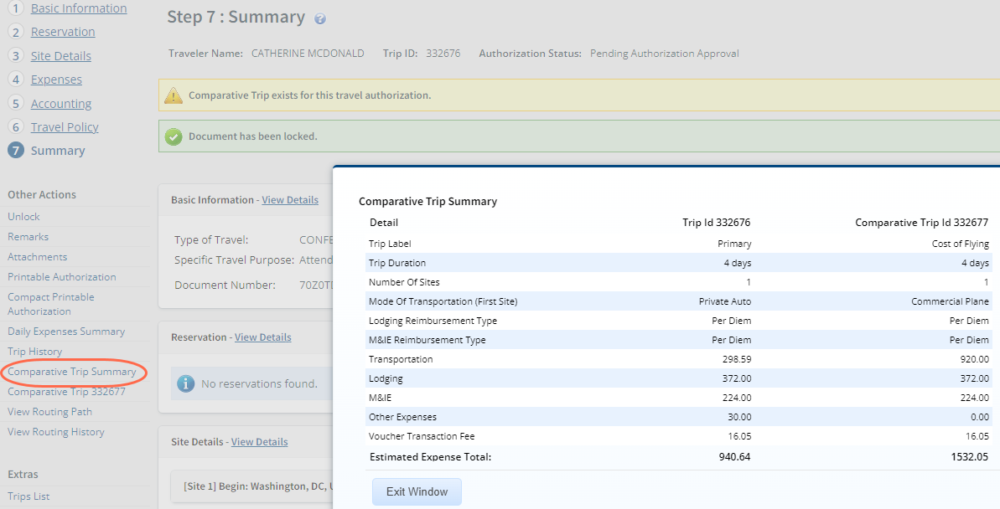 1 Basic Information
2 Reservation
3 Site Details
4 Expenses
5 Accounting
6 Travel Policy
7 Summary
Other Actions
Unlock
Remarks
Attachments
Printable Authorization
Compact Printable
Authorization
Daily Expenses Summary
Trip History
Comparative Trip Summary
Comparative Trip 332677
View Routing Path
View Routing History
Extras
Trips List
Step 7 : Summary ?
Traveler Name: CATHERINE MCDONALD Trip ID: 332676 Authorization Status: Pending Authorization Approval
Comparative Trip exists for this travel authorization.
Document has been locked.
Basic Information - View Details
Type of Travel: CONFE
Specific Travel Purpose: Attend
Document Number: 70Z0TD
Reservation - View Details
No reservations found.
Site Details - View Details
[Site 1] Begin: Washington, DC, U
Comparative Trip Summary
Detail Trip Id 332676 Comparative Trip Id 332677
Trip Label Primary Cost of Flying
Trip Duration 4 days 4 days
Number Of Sites 1 1
Mode Of Transportation (First Site) Private Auto Commercial Plane
Lodging Reimbursement Type Per Diem Per Diem
M&IE Reimbursement Type Per Diem Per Diem
Transportation 298.59 920.00
Lodging 372.00 372.00
M&IE 224.00 224.00
Other Expenses 30.00 0.00
Voucher Transaction Fee 16.05 16.05
Estimated Expense Total: 940.64 1532.05
Exit Window